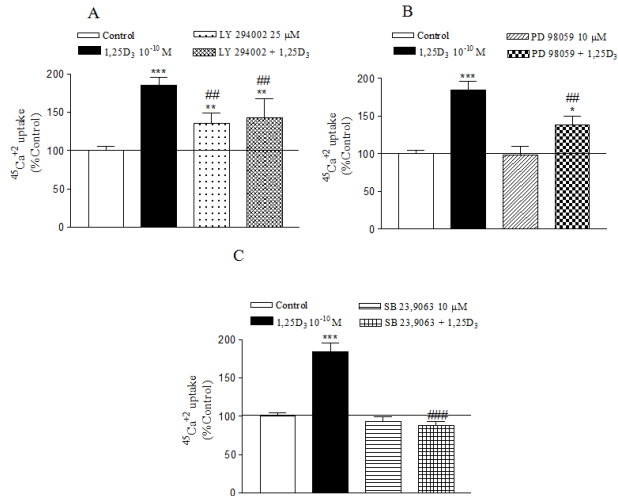 A
Control
LY 294002 25 µM
1,25D3 10-10 M
LY 294002 + 1,25D3
200
150
100
50
0
45Ca+2 uptake
(%Control)
***
##
**
##
**
B
Control
PD 98059 10 µM
1,25D3 10-10 M
PD 98059 + 1,25D3
200
150
100
50
0
45Ca+2 uptake
(%Control)
***
##
*
C
Control
SB 23,9063 10 µM
1,25D3 10-10 M
SB 23,9063 + 1,25D3
200
150
100
50
0
45Ca+2 uptake
(%Control)
***
###